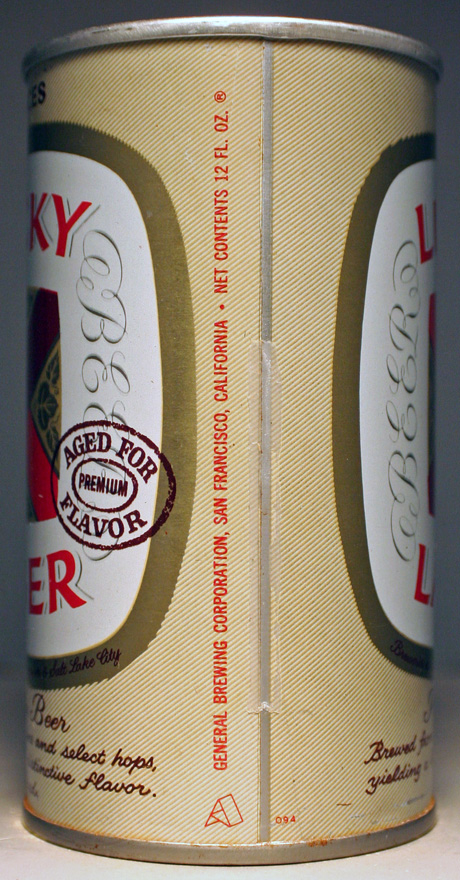 ES
KY
BEER
AGED FOR
PREMIUM
FLAVOR
ER
& Salt Lake City
Beer
and select hops,
distinctive flavor.
GENERAL BREWING CORPORATION, SAN FRANCISCO, CALIFORNIA • NET CONTENTS 12 FL. OZ. ®
094
L
BEER
L
Brewed
yielding a